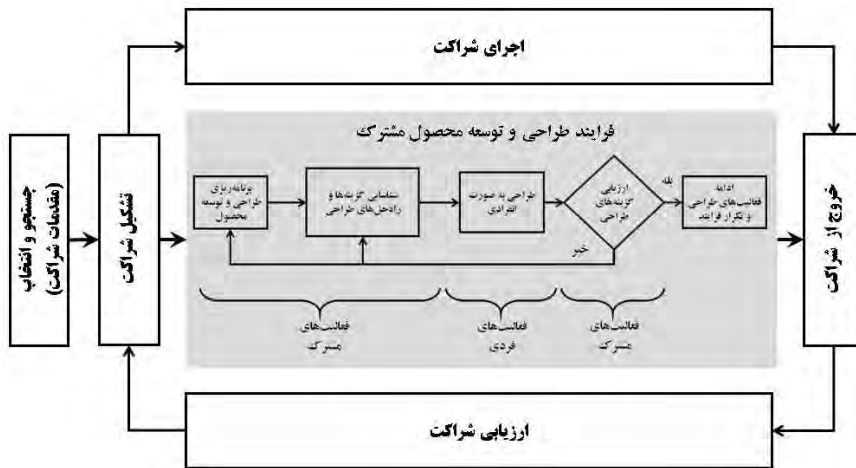 اجرای شراکت
فرایند طراحی و توسعه محصول مشترک
جستجو و انتخاب
(مقدمات شراکت)
تشکیل شراکت
برنامه‌ریزی
طراحی و توسعه
محصول
شناسایی گزینه‌ها و
راه‌حل‌های طراحی
طراحی به صورت
انفرادی
ارزیابی
گزینه‌های
طراحی
بله
خیر
ادامه
فعالیت‌های طراحی
و تکرار فرایند
خروج از شراکت
فعالیت‌های
مشترک
فعالیت‌های
فردی
فعالیت‌های
مشترک
ارزیابی شراکت